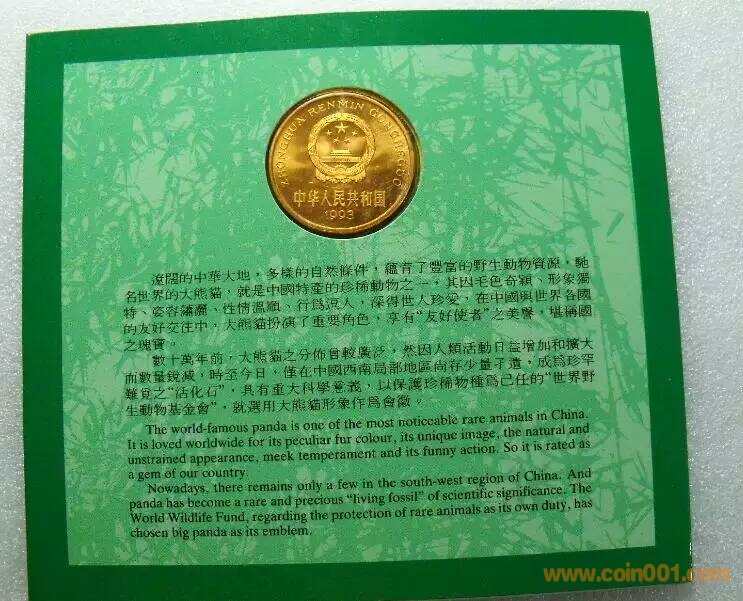 ZHONGHUA RENMIN GONGHEGUO
中华人民共和国
1993
遼闊的中華大地，多樣的自然條件，蘊育了豐富的野生動物資源，馳
名世界的大熊貓，就是中國特產的珍稀動物之一，其因毛色奇穎、形象獨
特、姿容瀟灑、性情溫順、行爲逗人，深得世人珍愛，在中國與世界各國
的友好交往中，大熊貓扮演了重要角色，享有“友好使者”之美譽，堪稱國
之瑰寶。
數十萬年前，大熊貓之分佈曾較廣泛，然因人類活動日益增加和擴大
而數量銳減，時至今日，僅在中國西南局部地區尚存少量孑遺，成爲珍罕
難覓之“活化石”，具有重大科學意義，以保護珍稀物種爲己任的“世界野
生動物基金會”，就選用大熊貓形象作爲會徽。
The world-famous panda is one of the most noticeable rare animals in China.
It is loved worldwide for its peculiar fur colour, its unique image, the natural and
unstrained appearance, meek temperament and its funny action. So it is rated as
a gem of our country.
Nowadays, there remains only a few in the south-west region of China. And
panda has become a rare and precious “living fossil” of scientific significance. The
World Wildlife Fund, regarding the protection of rare animals as its own duty, has
chosen big panda as its emblem.
www.coin001.com